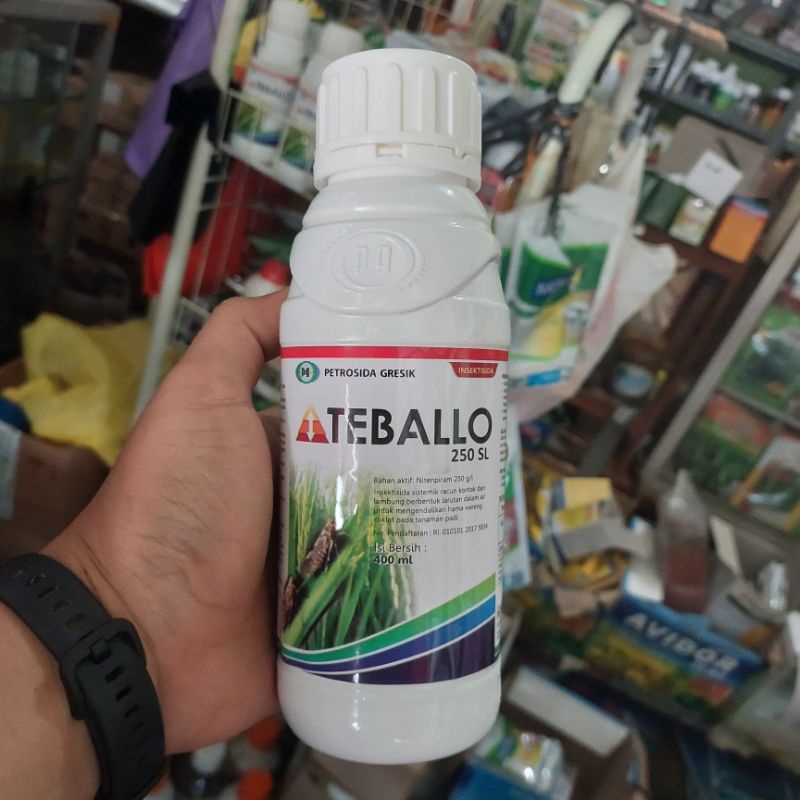 PETROSIDA GRESIK
INSEKTISIDA
TEBALLO
250 SL
Bahan aktif: Nitenpiram 250 g/l
Insektisida sistemik racun kontak dan
lambung berbentuk larutan dalam air
untuk mengendalikan hama wereng
coklat pada tanaman padi.
No. Pendaftaran : RI. 010101 2017 5834
Isi Bersih :
400 ml
AVIDOR